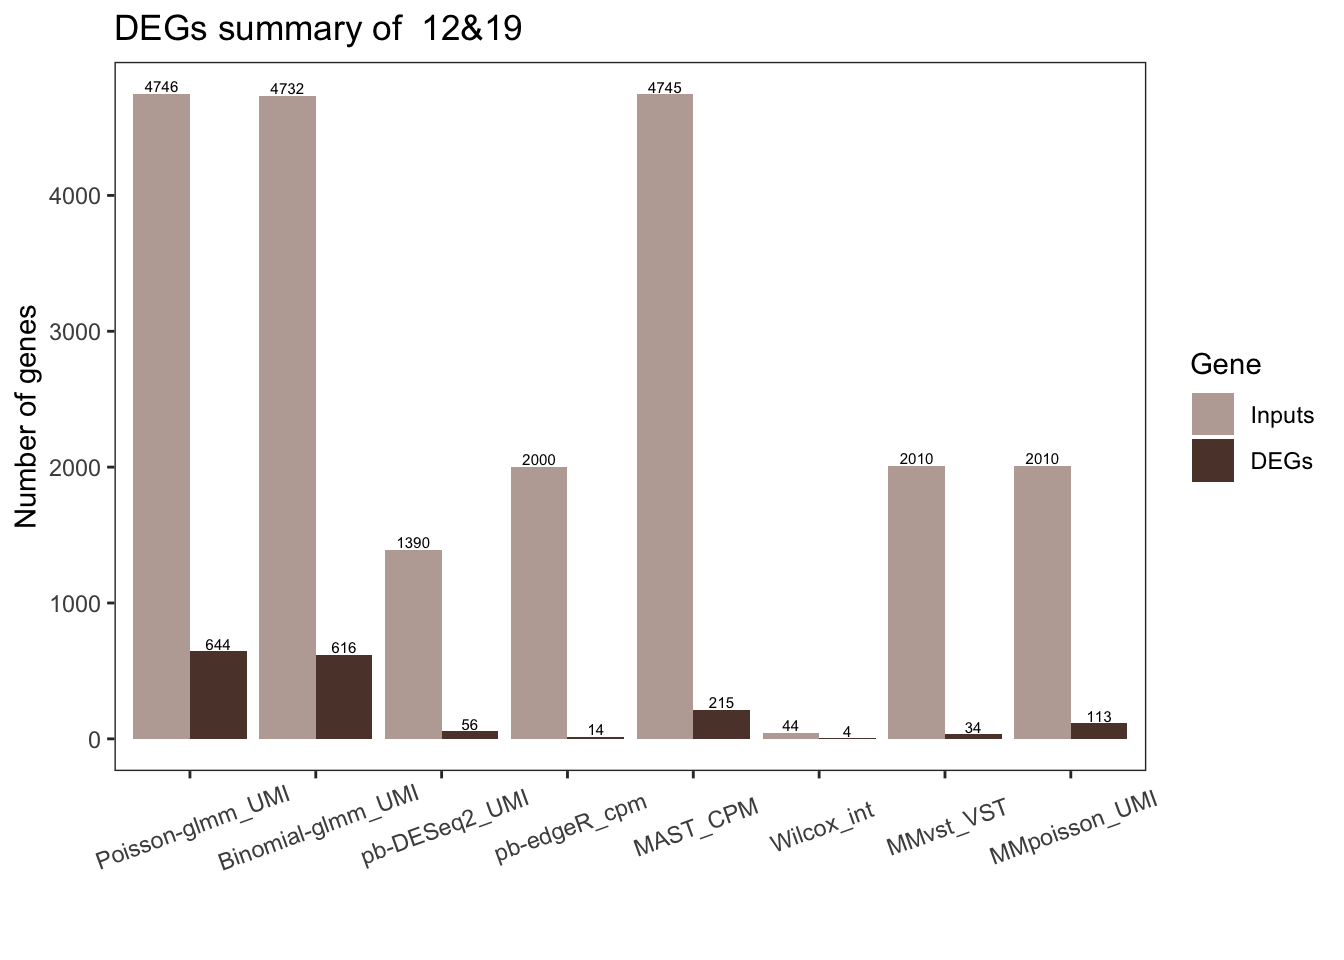 DEGs summary of  12&19
Number of genes
4000
3000
2000
1000
0
4746
644
4732
616
1390
56
2000
14
4745
215
44
4
2010
34
2010
113
Poisson-glmm_UMI
Binomial-glmm_UMI
pb-DESeq2_UMI
pb-edgeR_cpm
MAST_CPM
Wilcox_int
MMvst_VST
MMpoisson_UMI
Gene
Inputs
DEGs